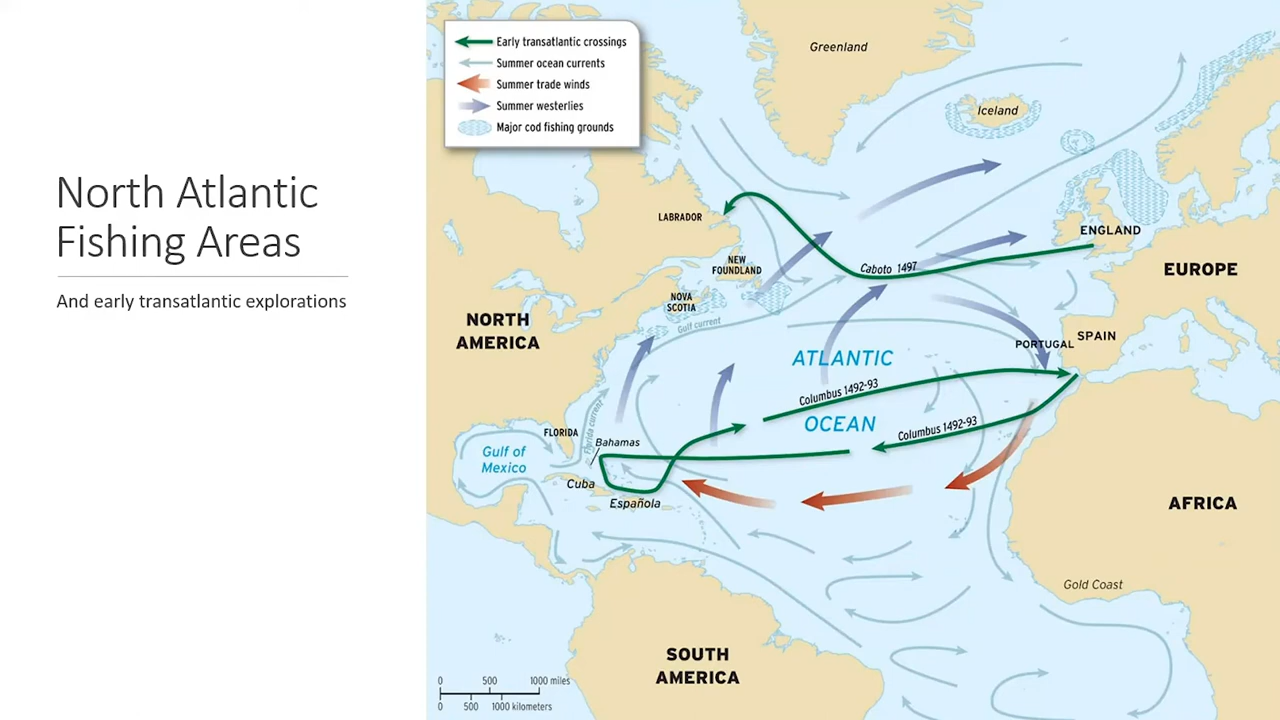 North Atlantic
Fishing Areas
And early transatlantic explorations
Early transatlantic crossings
Summer ocean currents
Summer trade winds
Summer westerlies
Major cod fishing grounds
Greenland
Iceland
LABRADOR
ENGLAND
NEW
FOUNDLAND
Caboto 1497
EUROPE
NOVA
SCOTIA
Gulf current
NORTH
AMERICA
SPAIN
PORTUGAL
ATLANTIC
Columbus 1492-93
OCEAN
Columbus 1492-93
Florida current
FLORIDA
Bahamas
Gulf of
Mexico
Cuba
Española
AFRICA
Gold Coast
SOUTH
AMERICA
0 500 1000 miles
0 500 1000 kilometers